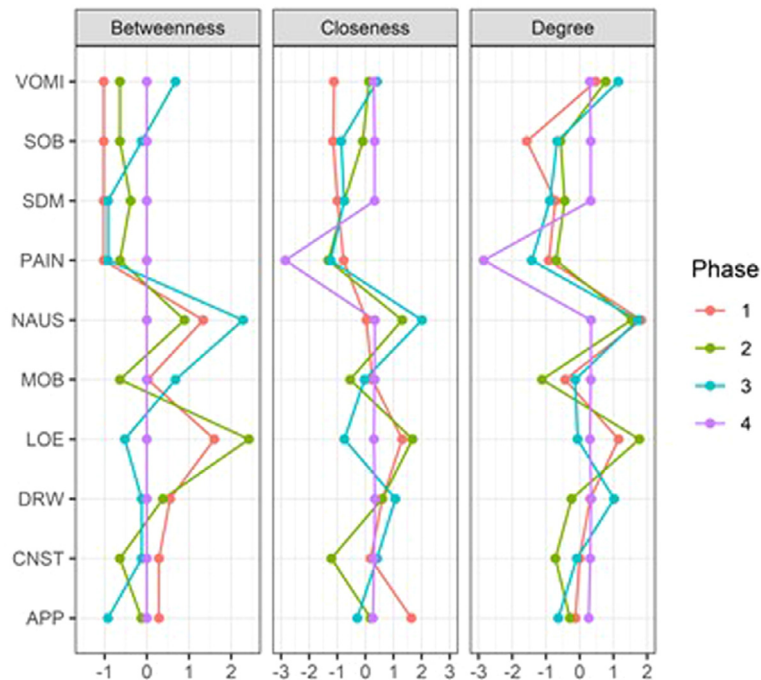 Betweenness Closeness Degree
VOMI
SOB
SDM
PAIN
NAUS
MOB
LOE
DRW
CNST
APP
-1 0 1 2 -3 -2 -1 0 1 2 3 -3 -2 -1 0 1 2
Phase
1
2
3
4